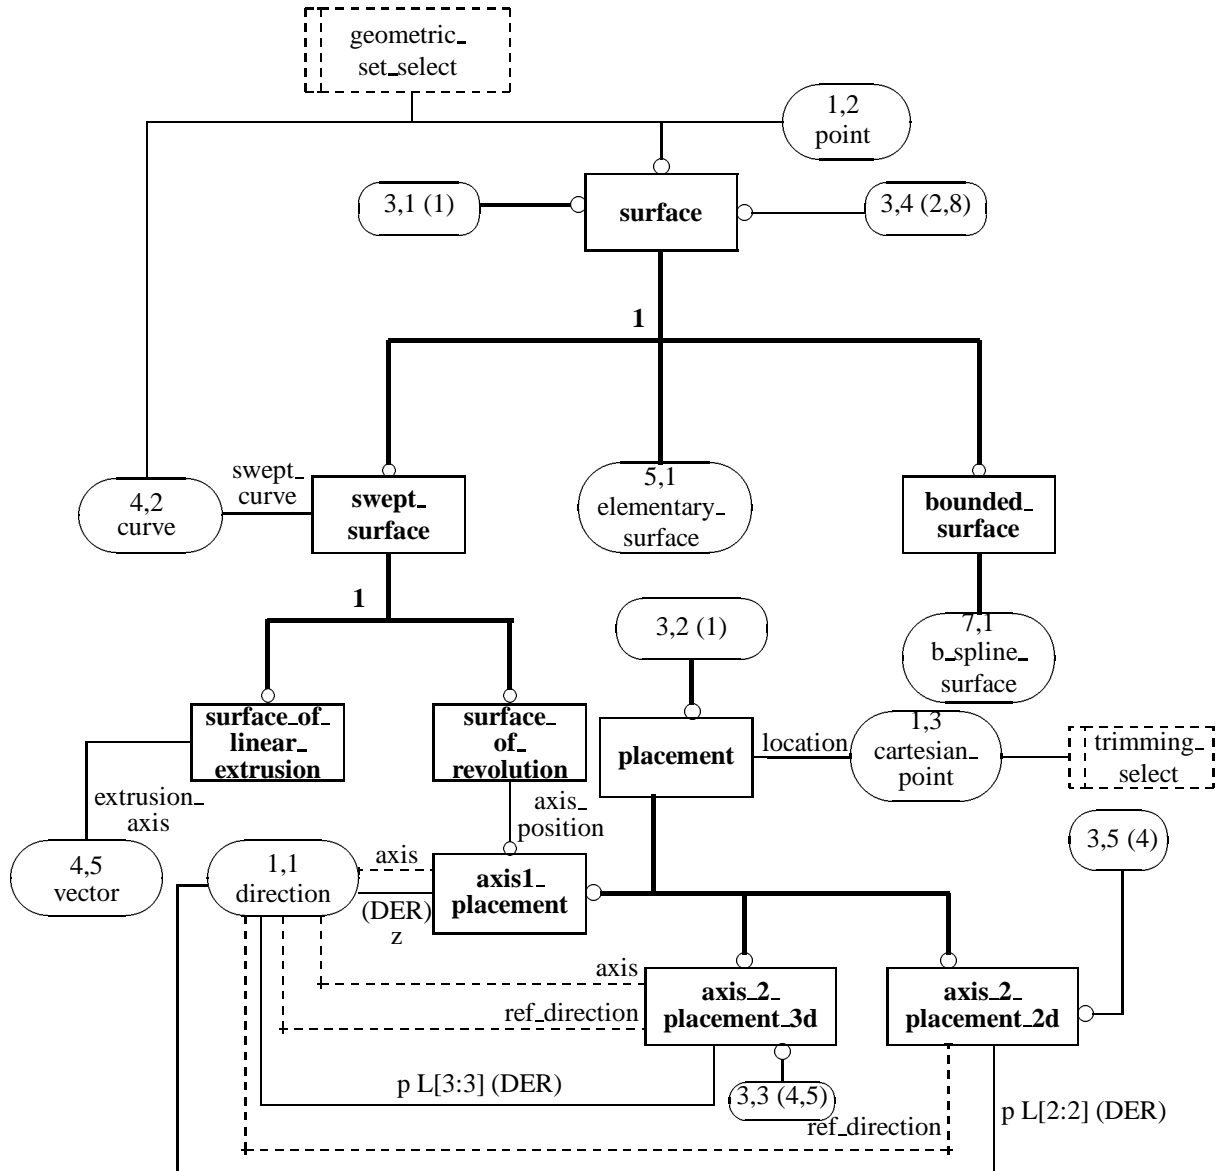 geometric_
set_select
1,2
point
3,1 (1)
surface
3,4 (2,8)
1
swept_
curve
4,2
curve
swept_
surface
5,1
elementary_
surface
bounded_
surface
1
3,2 (1)
7,1
b_spline_
surface
surface_of_
linear_
extrusion
surface_
of_
revolution
placement
location
1,3
cartesian_
point
trimming_
select
extrusion_
axis
axis_
position
3,5 (4)
4,5
vector
1,1
direction
axis
(DER)
z
axis1_
placement
axis
ref_direction
axis_2_
placement_3d
axis_2_
placement_2d
p L[3:3] (DER)
3,3 (4,5)
p L[2:2] (DER)
ref_direction